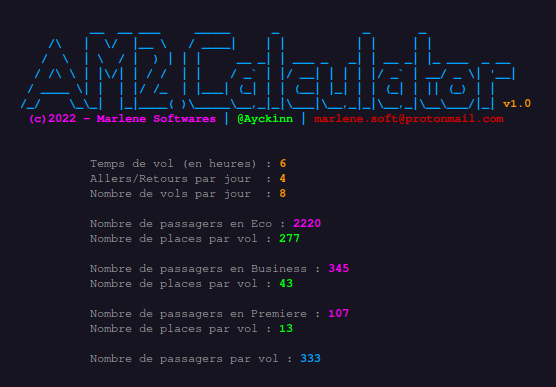 AM2.Calculator v1.0
(c)2022 - Marlene Softwares | @Ayckinn | marlene.soft@protonmail.com
Temps de vol (en heures) : 6
Allers/Retours par jour : 4
Nombre de vols par jour : 8
Nombre de passagers en Eco : 2220
Nombre de places par vol : 277
Nombre de passagers en Business : 345
Nombre de places par vol : 43
Nombre de passagers en Premiere : 107
Nombre de places par vol : 13
Nombre de passagers par vol : 333